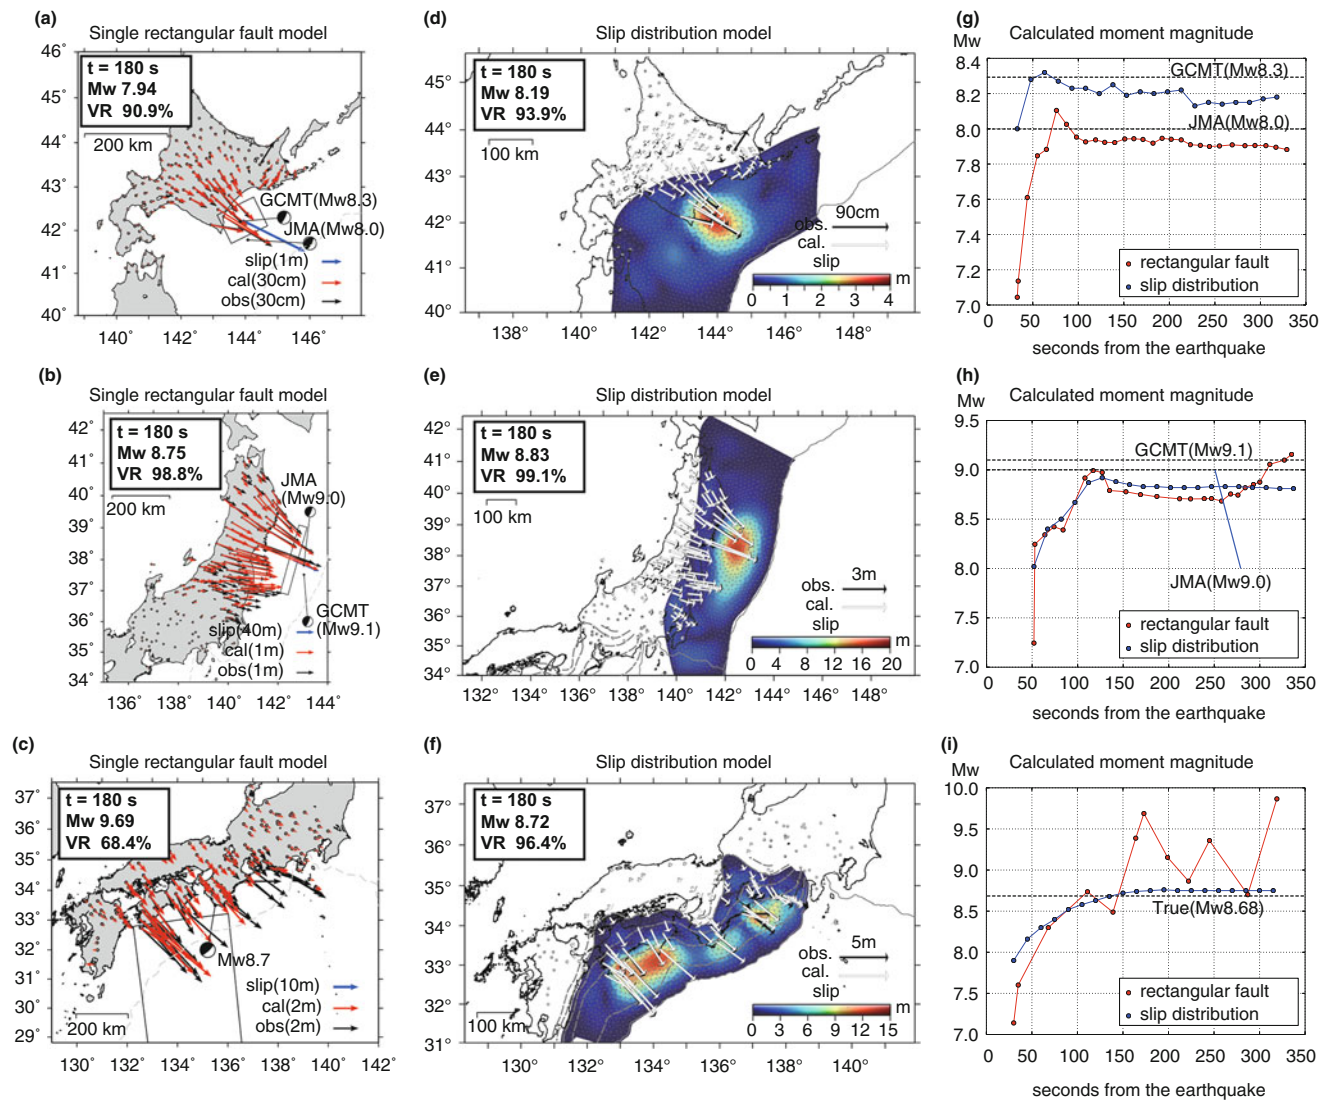 (a)
Single rectangular fault model
46°
45°
44°
43°
42°
41°
40°
t = 180 s
Mw 7.94
VR 90.9%
200 km
GCMT(Mw8.3)
JMA(Mw8.0)
slip(1m)
cal(30cm)
obs(30cm)
140° 142° 144° 146°
(d)
Slip distribution model
45°
44°
43°
42°
41°
40°
t = 180 s
Mw 8.19
VR 93.9%
100 km
90cm
obs.
cal.
slip
m
0 1 2 3 4
138° 140° 142° 144° 146° 148°
(g)
Mw
Calculated moment magnitude
8.4
8.2
8.0
7.8
7.6
7.4
7.2
7.0
GCMT(Mw8.3)
JMA(Mw8.0)
rectangular fault
slip distribution
0 50 100 150 200 250 300 350
seconds from the earthquake
(b)
Single rectangular fault model
42°
41°
40°
39°
38°
37°
36°
35°
34°
t = 180 s
Mw 8.75
VR 98.8%
200 km
JMA
(Mw9.0)
GCMT
(Mw9.1)
slip(40m)
cal(1m)
obs(1m)
136° 138° 140° 142° 144°
(e)
Slip distribution model
42°
41°
40°
39°
38°
37°
36°
35°
34°
t = 180 s
Mw 8.83
VR 99.1%
100 km
3m
obs.
cal.
slip
m
0 4 8 12 16 20
132° 134° 136° 138° 140° 142° 144° 146° 148°
(h)
Mw
Calculated moment magnitude
9.5
9.0
8.5
8.0
7.5
7.0
GCMT(Mw9.1)
JMA(Mw9.0)
rectangular fault
slip distribution
0 50 100 150 200 250 300 350
seconds from the earthquake
(c)
Single rectangular fault model
37°
36°
35°
34°
33°
32°
31°
30°
29°
t = 180 s
Mw 9.69
VR 68.4%
Mw8.7
200 km
slip(10m)
cal(2m)
obs(2m)
130° 132° 134° 136° 138° 140° 142°
(f)
Slip distribution model
37°
36°
35°
34°
33°
32°
31°
t = 180 s
Mw 8.72
VR 96.4%
100 km
5m
obs.
cal.
slip
m
0 3 6 9 12 15
130° 132° 134° 136° 138° 140°
(i)
Mw
Calculated moment magnitude
10.0
9.5
9.0
8.5
8.0
7.5
7.0
True(Mw8.68)
rectangular fault
slip distribution
0 50 100 150 200 250 300 350
seconds from the earthquake